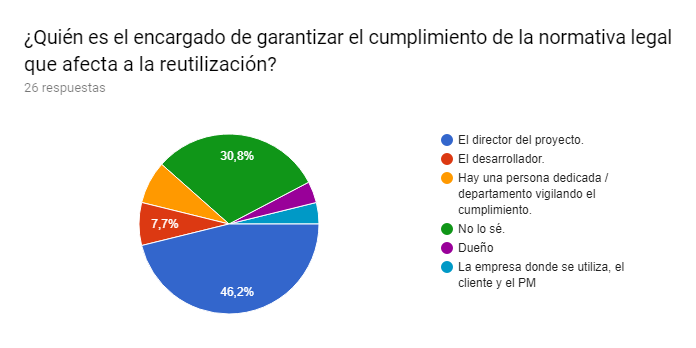 ¿Quién es el encargado de garantizar el cumplimiento de la normativa legal
que afecta a la reutilización?
26 respuestas
30,8%
7,7%
46,2%
El director del proyecto.
El desarrollador.
Hay una persona dedicada /
departamento vigilando el
cumplimiento.
No lo sé.
Dueño
La empresa donde se utiliza, el
cliente y el PM